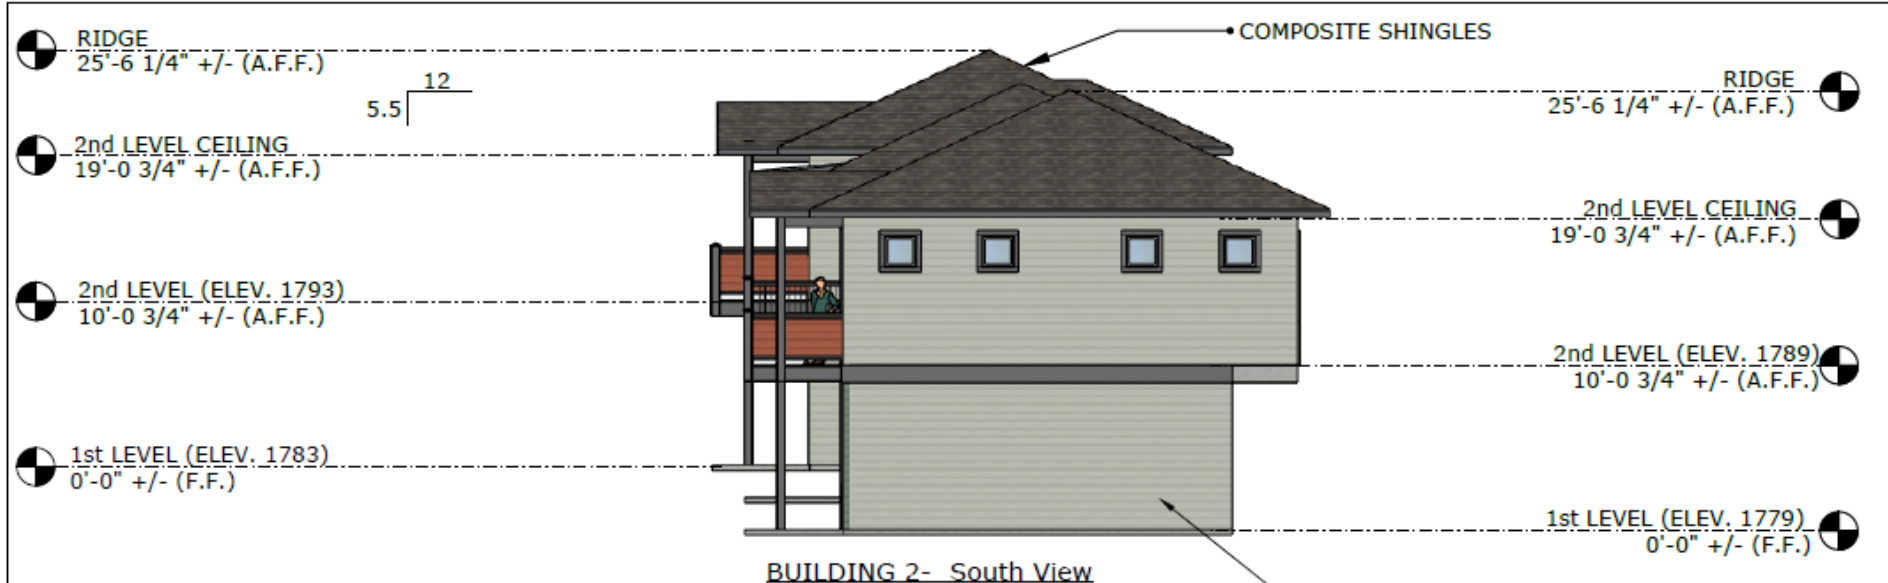 RIDGE
25'-6 1/4" +/- (A.F.F.)
COMPOSITE SHINGLES
12
5.5
RIDGE
25'-6 1/4" +/- (A.F.F.)
2nd LEVEL CEILING
19'-0 3/4" +/- (A.F.F.)
2nd LEVEL CEILING
19'-0 3/4" +/- (A.F.F.)
2nd LEVEL (ELEV. 1793)
10'-0 3/4" +/- (A.F.F.)
2nd LEVEL (ELEV. 1789)
10'-0 3/4" +/- (A.F.F.)
1st LEVEL (ELEV. 1783)
0'-0" +/- (F.F.)
1st LEVEL (ELEV. 1779)
0'-0" +/- (F.F.)
BUILDING 2- South View